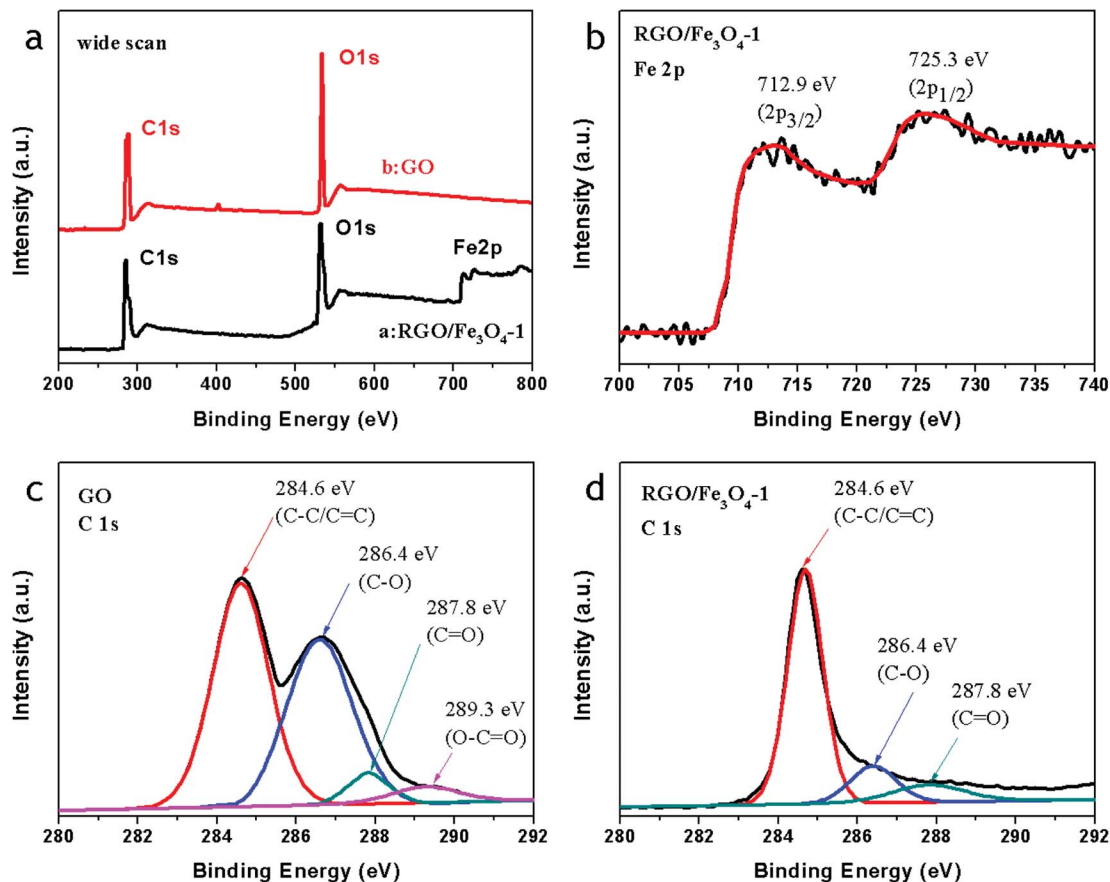 a
wide scan
O1s
C1s
b:GO
O1s
C1s
Fe2p
a:RGO/Fe₃O₄-1
200 300 400 500 600 700 800
Binding Energy (eV)
Intensity (a.u.)
b
RGO/Fe₃O₄-1
Fe 2p
712.9 eV
(2p₃/₂)
725.3 eV
(2p₁/₂)
700 705 710 715 720 725 730 735 740
Binding Energy (eV)
Intensity (a.u.)
c
GO
C 1s
284.6 eV
(C-C/C=C)
286.4 eV
(C-O)
287.8 eV
(C=O)
289.3 eV
(O-C=O)
280 282 284 286 288 290 292
Binding Energy (eV)
Intensity (a.u.)
d
RGO/Fe₃O₄-1
C 1s
284.6 eV
(C-C/C=C)
286.4 eV
(C-O)
287.8 eV
(C=O)
280 282 284 286 288 290 292
Binding Energy (eV)
Intensity (a.u.)